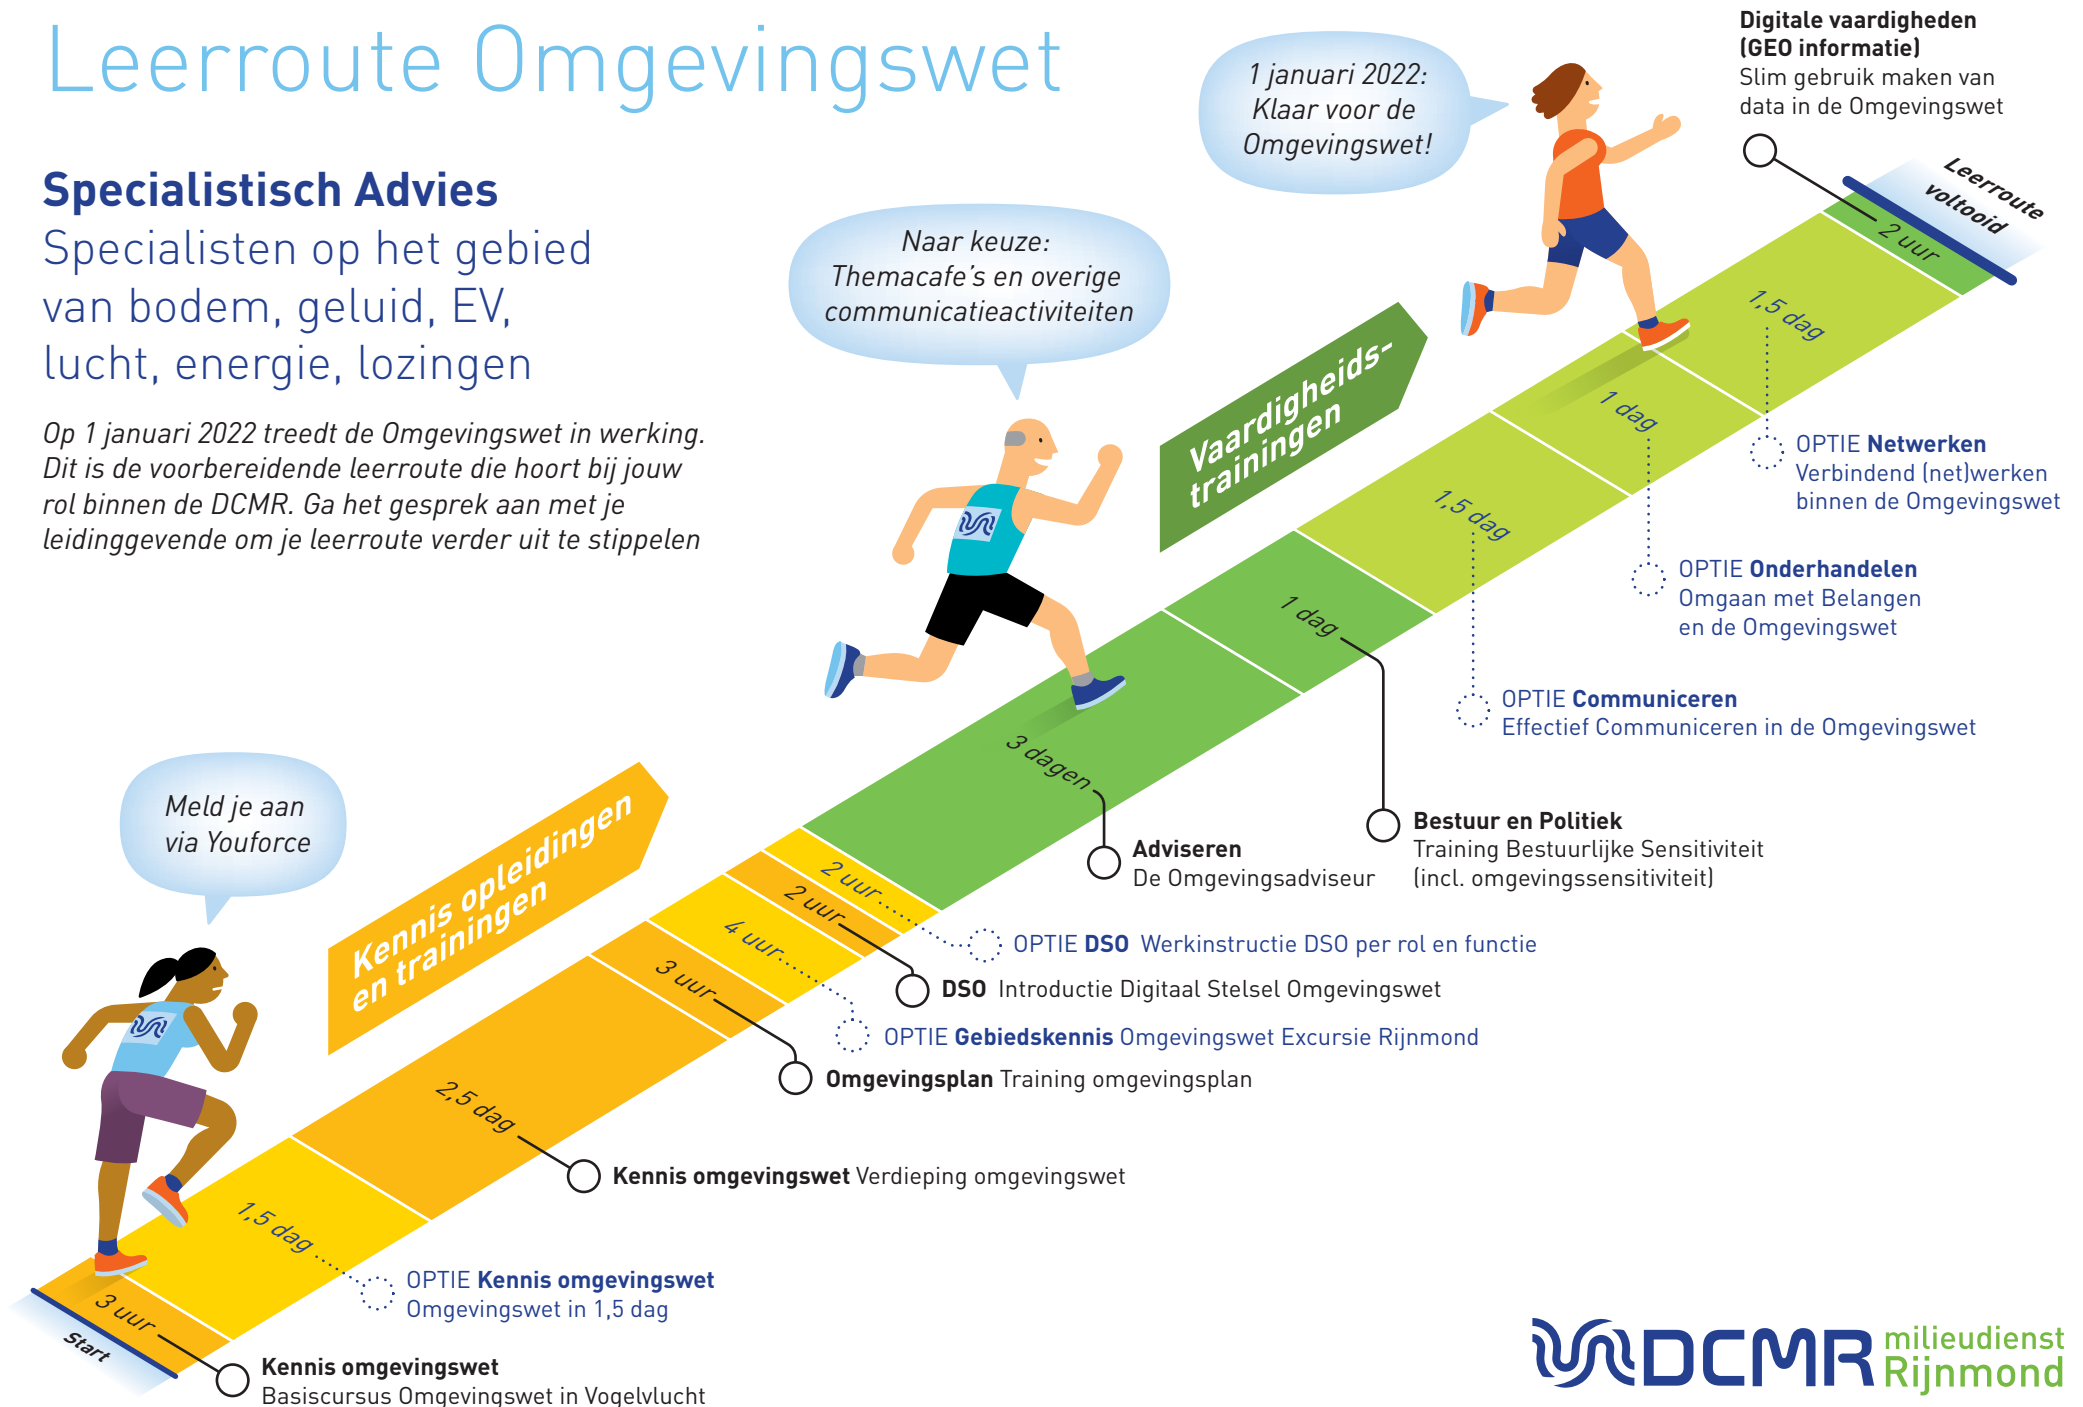 Leerroute Omgevingswet
Specialistisch Advies
Specialisten op het gebied
van bodem, geluid, EV,
lucht, energie, lozingen
Op 1 januari 2022 treedt de Omgevingswet in werking.
Dit is de voorbereidende leerroute die hoort bij jouw
rol binnen de DCMR. Ga het gesprek aan met je
leidinggevende om je leerroute verder uit te stippelen
Meld je aan
via Youforce
Naar keuze:
Themacafe's en overige
communicatieactiviteiten
1 januari 2022:
Klaar voor de
Omgevingswet!
Kennis opleidingen
en trainingen
Vaardigheids-
trainingen
Start
3 uur
Kennis omgevingswet
Basiscursus Omgevingswet in Vogelvlucht
1,5 dag
OPTIE Kennis omgevingswet
Omgevingswet in 1,5 dag
2,5 dag
Kennis omgevingswet Verdieping omgevingswet
3 uur
Omgevingsplan Training omgevingsplan
4 uur
OPTIE Gebiedskennis Omgevingswet Excursie Rijnmond
2 uur
DSO Introductie Digitaal Stelsel Omgevingswet
2 uur
OPTIE DSO Werkinstructie DSO per rol en functie
3 dagen
Adviseren
De Omgevingsadviseur
1 dag
Bestuur en Politiek
Training Bestuurlijke Sensitiviteit
(incl. omgevingssensitiviteit)
1,5 dag
OPTIE Communiceren
Effectief Communiceren in de Omgevingswet
1 dag
OPTIE Onderhandelen
Omgaan met Belangen
en de Omgevingswet
1,5 dag
OPTIE Netwerken
Verbindend (net)werken
binnen de Omgevingswet
2 uur
Digitale vaardigheden
(GEO informatie)
Slim gebruik maken van
data in de Omgevingswet
Leerroute
voltooid
DCMR
milieudienst
Rijnmond